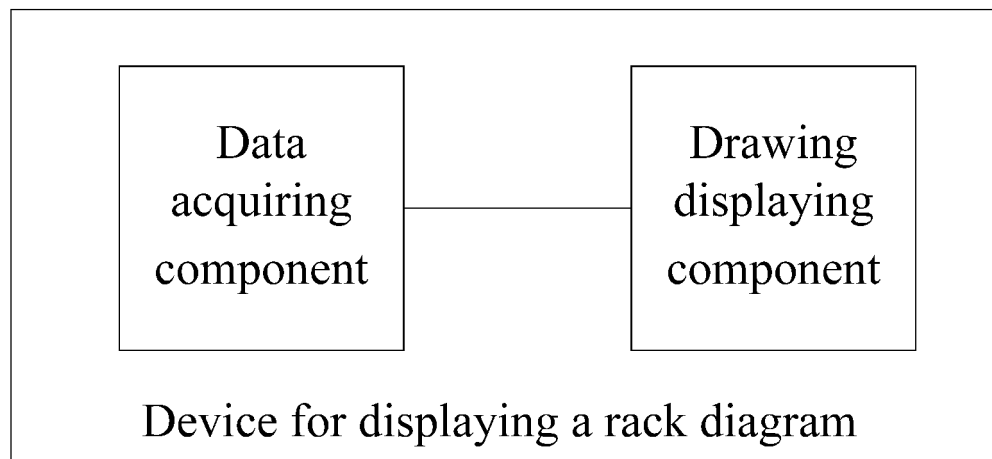 Data
acquiring
component
Drawing
displaying
component
Device for displaying a rack diagram